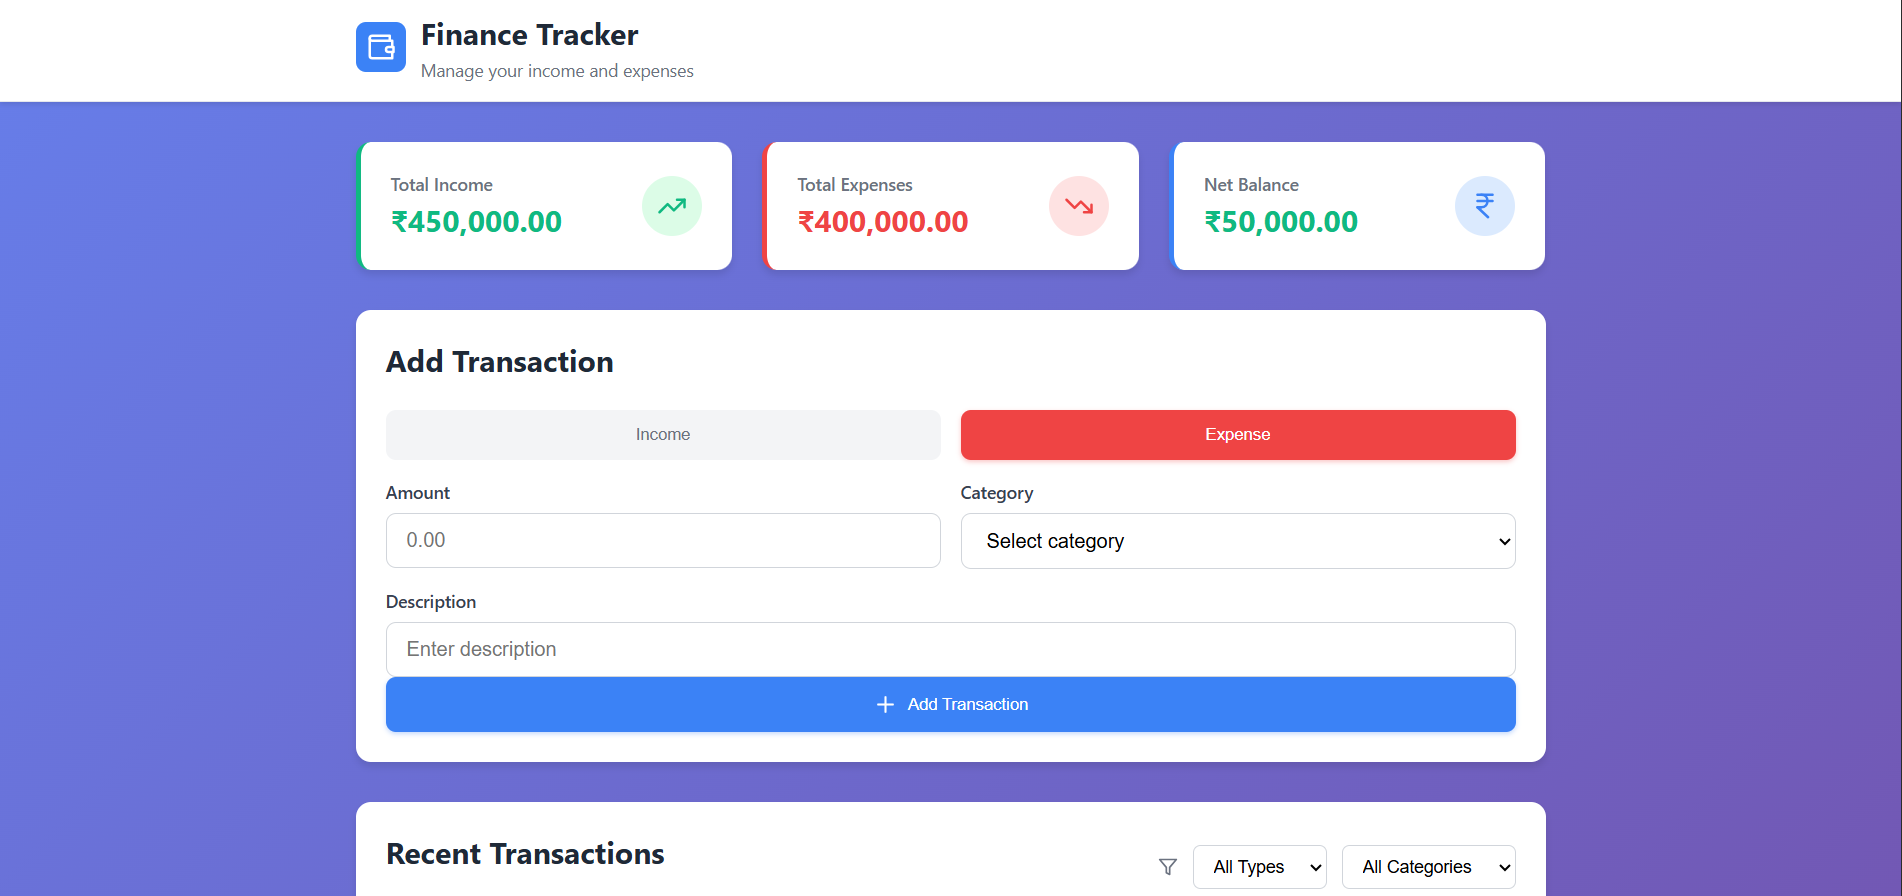 Finance Tracker
Manage your income and expenses
Total Income
₹450,000.00
Total Expenses
₹400,000.00
Net Balance
₹50,000.00
₹
Add Transaction
Income
Expense
Amount
Category
0.00
Select category
Description
Enter description
+ Add Transaction
Recent Transactions
All Types
All Categories